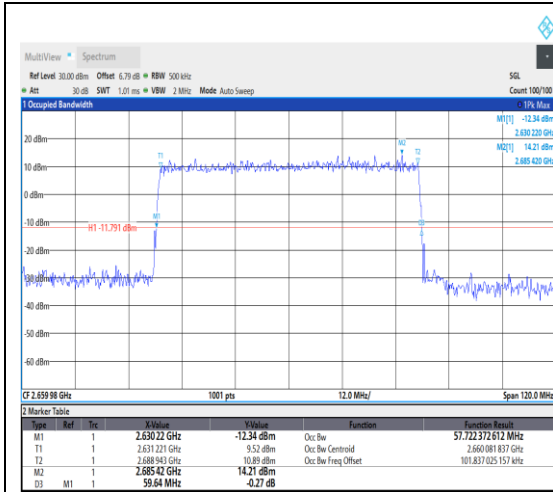 MultiView Spectrum
Ref Level 30.00 dBm Offset 6.79 dB RBW 500 kHz SGL
Att 30 dB SWT 1.01 ms VBW 2 MHz Mode Auto Sweep Count 100/100
1 Occupied Bandwidth 1Pk Max
M1[1] -12.34 dBm
2.630 220 GHz
M2[1] 14.21 dBm
2.685 420 GHz
20 dBm
T1 M2 T2
10 dBm
0 dBm
-10 dBm
M1 D3
H1 -11.791 dBm
-20 dBm
-30 dBm
-40 dBm
-50 dBm
-60 dBm
CF 2.659 98 GHz 1001 pts 12.0 MHz/ Span 120.0 MHz
2 Marker Table
Type Ref Trc X-Value Y-Value Function Function Result
M1 1 2.630 22 GHz -12.34 dBm Occ Bw 57.722 372 612 MHz
T1 1 2.631 221 GHz 9.52 dBm Occ Bw Centroid 2.660 081 837 GHz
T2 1 2.688 943 GHz 10.89 dBm Occ Bw Freq Offset 101.837 025 157 kHz
M2 1 2.685 42 GHz 14.21 dBm
D3 M1 1 59.64 MHz -0.27 dB